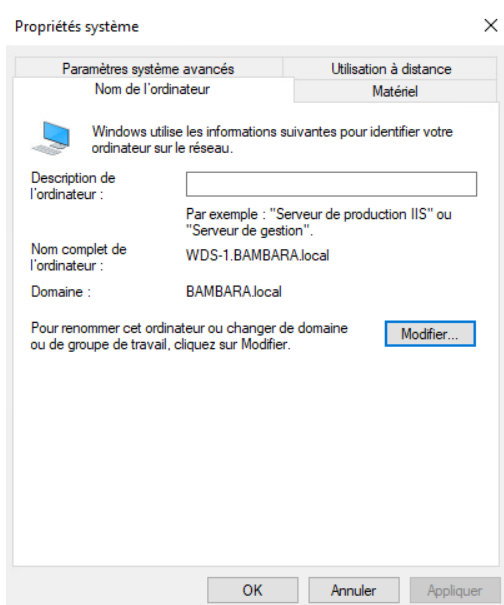 Propriétés système
Paramètres système avancés
Utilisation à distance
Nom de l'ordinateur
Matériel
Windows utilise les informations suivantes pour identifier votre
ordinateur sur le réseau.
Description de
l'ordinateur :
Par exemple : "Serveur de production IIS" ou
"Serveur de gestion".
Nom complet de
l'ordinateur :
WDS-1.BAMBARA.local
Domaine :
BAMBARA.local
Pour renommer cet ordinateur ou changer de domaine
ou de groupe de travail, cliquez sur Modifier.
Modifier...
OK
Annuler
Appliquer